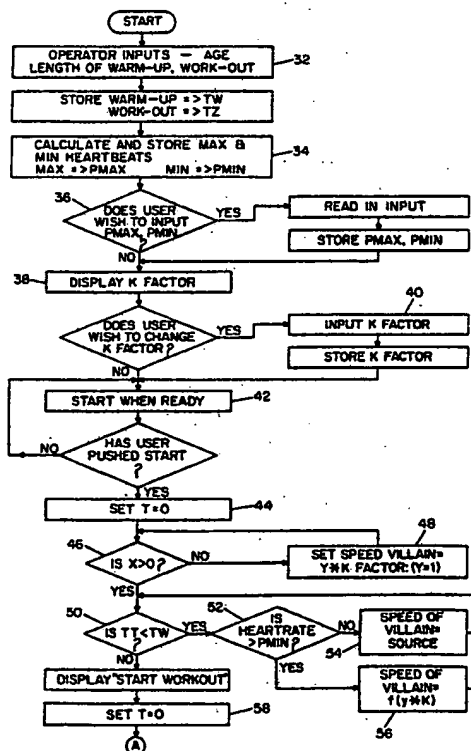 START
OPERATOR INPUTS — AGE
LENGTH OF WARM-UP, WORK-OUT
32
STORE WARM-UP =>TW
WORK-OUT =>TZ
CALCULATE AND STORE MAX &
MIN HEARTBEATS
MAX =>PMAX MIN =>PMIN
34
36
DOES USER
WISH TO INPUT
PMAX, PMIN
?
YES
READ IN INPUT
STORE PMAX, PMIN
NO
38
DISPLAY K FACTOR
DOES USER
WISH TO CHANGE
K FACTOR?
YES
40
INPUT K FACTOR
STORE K FACTOR
NO
START WHEN READY
42
HAS USER
PUSHED START
?
NO
YES
SET T=0
44
46
IS X>0?
NO
48
SET SPEED VILLAIN=
Y*K FACTOR:(Y=1)
YES
50
IS TT<TW
?
YES
52
IS
HEARTRATE
>PMIN?
NO
54
SPEED OF
VILLAIN=
SOURCE
YES
SPEED OF
VILLAIN=
f(y*K)
56
NO
DISPLAY "START WORKOUT"
SET T=0
58
A